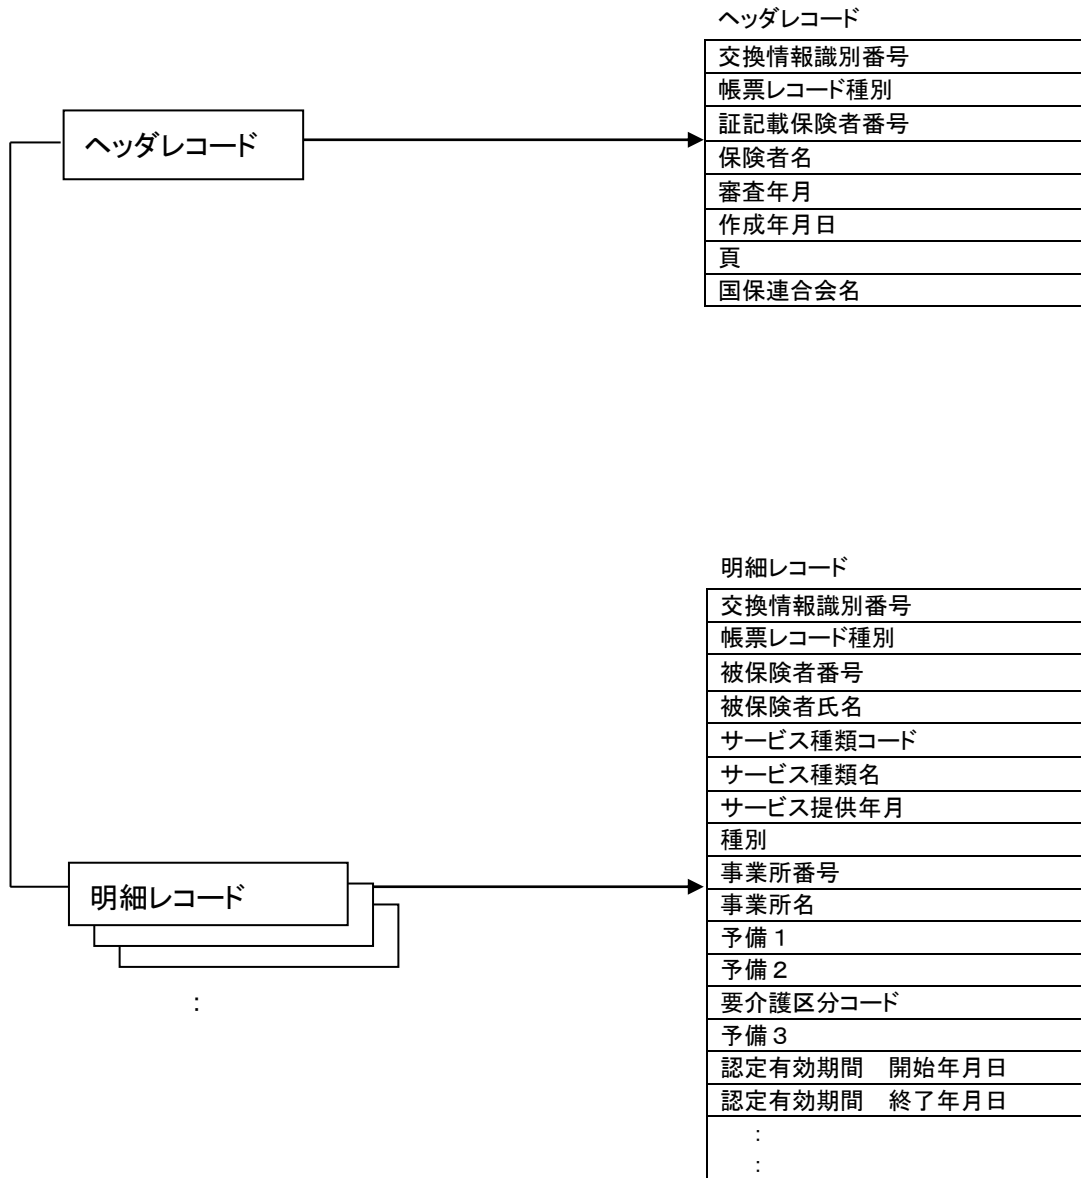 ヘッダレコード
交換情報識別番号
帳票レコード種別
証記載保険者番号
保険者名
審査年月
作成年月日
頁
国保連合会名
ヘッダレコード
明細レコード
交換情報識別番号
帳票レコード種別
被保険者番号
被保険者氏名
サービス種類コード
サービス種類名
サービス提供年月
種別
事業所番号
事業所名
予備1
予備2
要介護区分コード
予備3
認定有効期間　開始年月日
認定有効期間　終了年月日
:
:
明細レコード
: